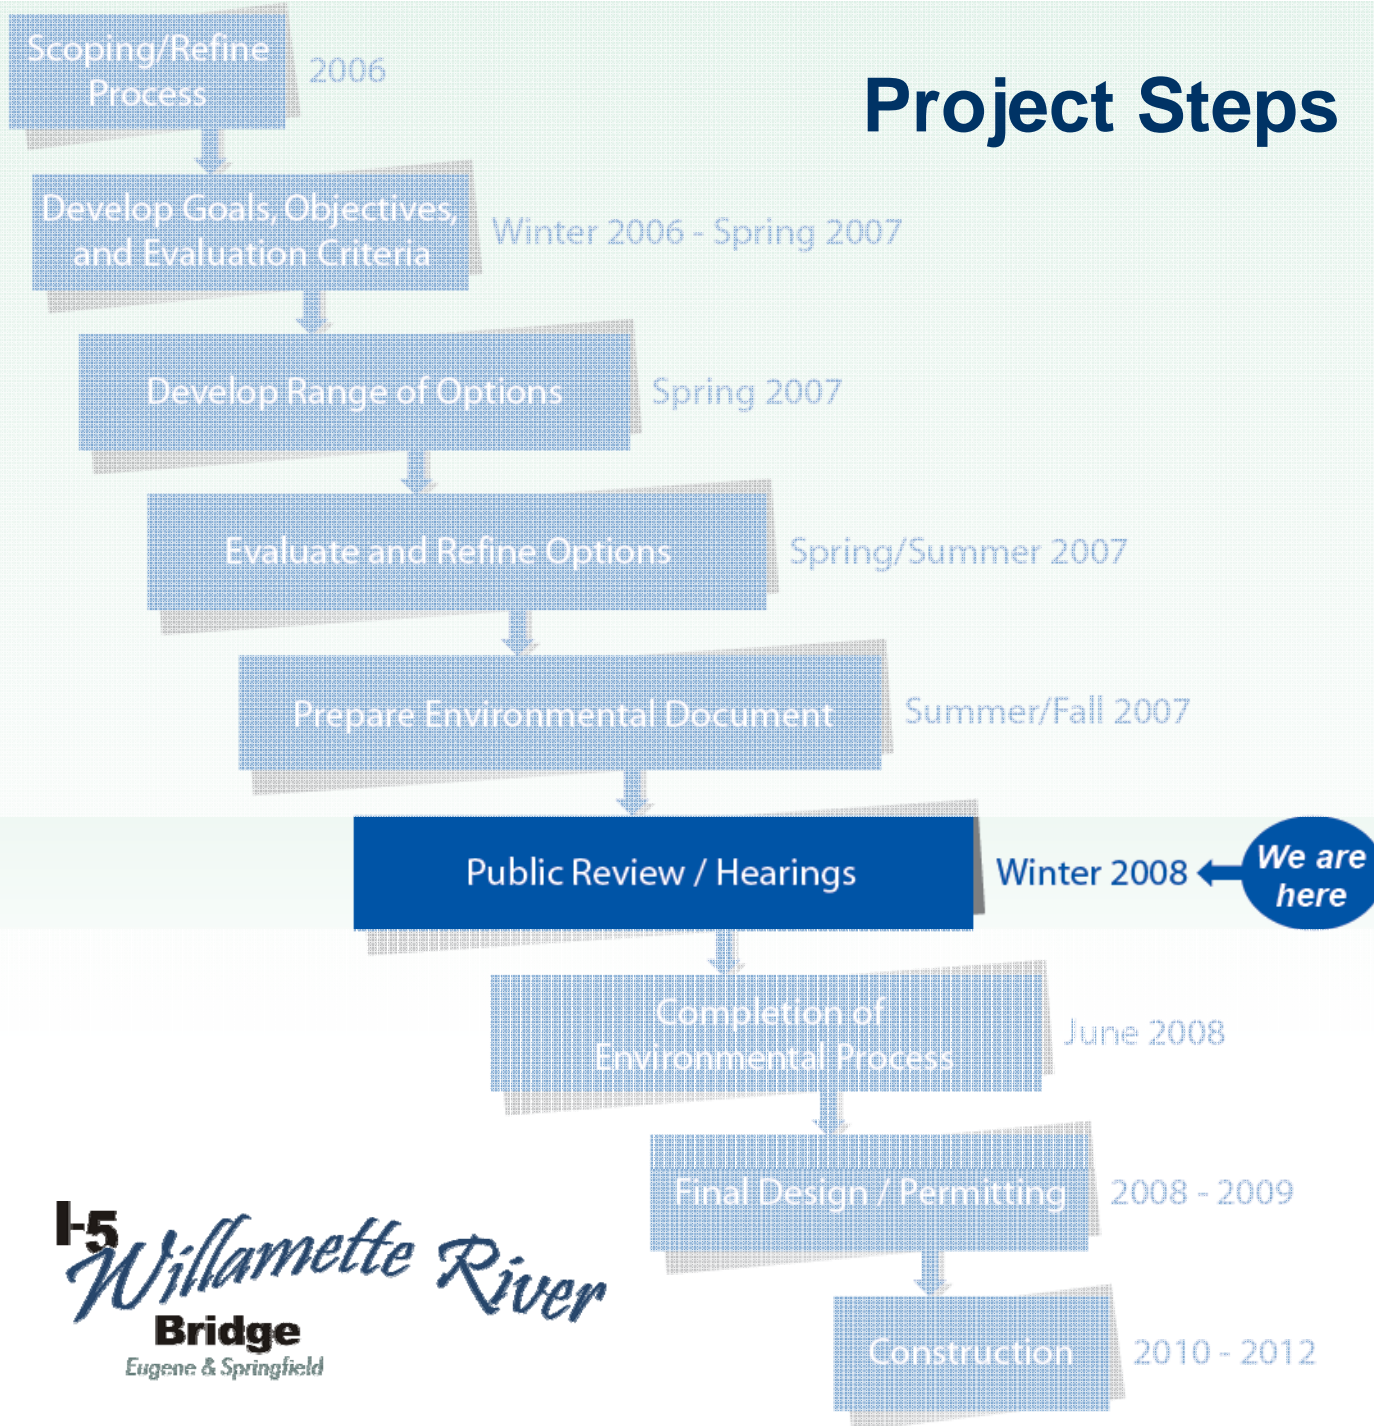 Project Steps
Scoping/Refine
Process
2006
Develop Goals, Objectives,
and Evaluation Criteria
Winter 2006 - Spring 2007
Develop Range of Options
Spring 2007
Evaluate and Refine Options
Spring/Summer 2007
Prepare Environmental Document
Summer/Fall 2007
Public Review / Hearings
Winter 2008
We are
here
Completion of
Environmental Process
June 2008
Final Design / Permitting
2008 - 2009
Construction
2010 - 2012
I-5
Willamette River
Bridge
Eugene & Springfield